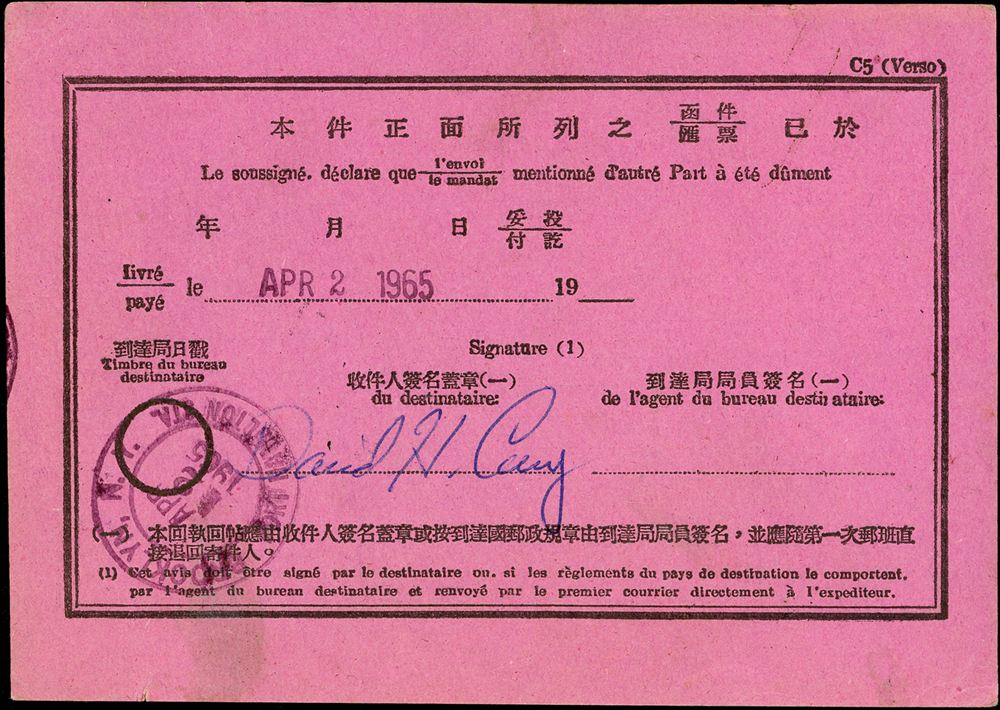 C5 (Verso)
本件正面所列之 函件/匯票 已於
Le soussigné. déclare que l'envoi/le mandat mentionné d'autré Part à été dûment
年 月 日 妥投/付訖
livré/payé le APR 2 1965 19
到達局日戳
Timbre du bureau
destinataire
Signature (1)
收件人簽名蓋章(一)
du destinataire:
到達局局員簽名(一)
de l'agent du bureau destinataire:
David H.
(一) 本回執回帖應由收件人簽名蓋章或按到達國郵政規章由到達局局員簽名，並應隨第一次郵班直
接退回寄件人。
(1) Cet avis doit être signé par le destinataire ou. si les règlements du pays de destination le comportent.
par l'agent du bureau destinataire et renvoyé par le premier courrier directement à l'expediteur.
STA.
N.Y.
APR
1965